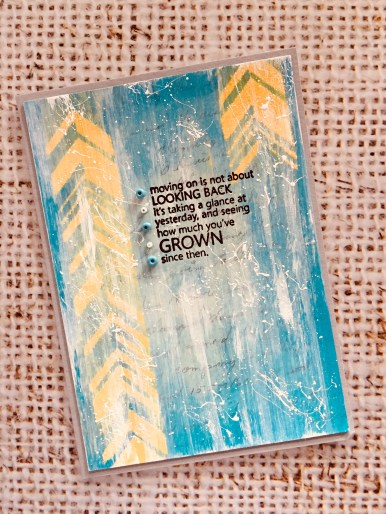 moving on is not about
LOOKING BACK
it's taking a glance at
yesterday, and seeing
how much you've
GROWN
since then.